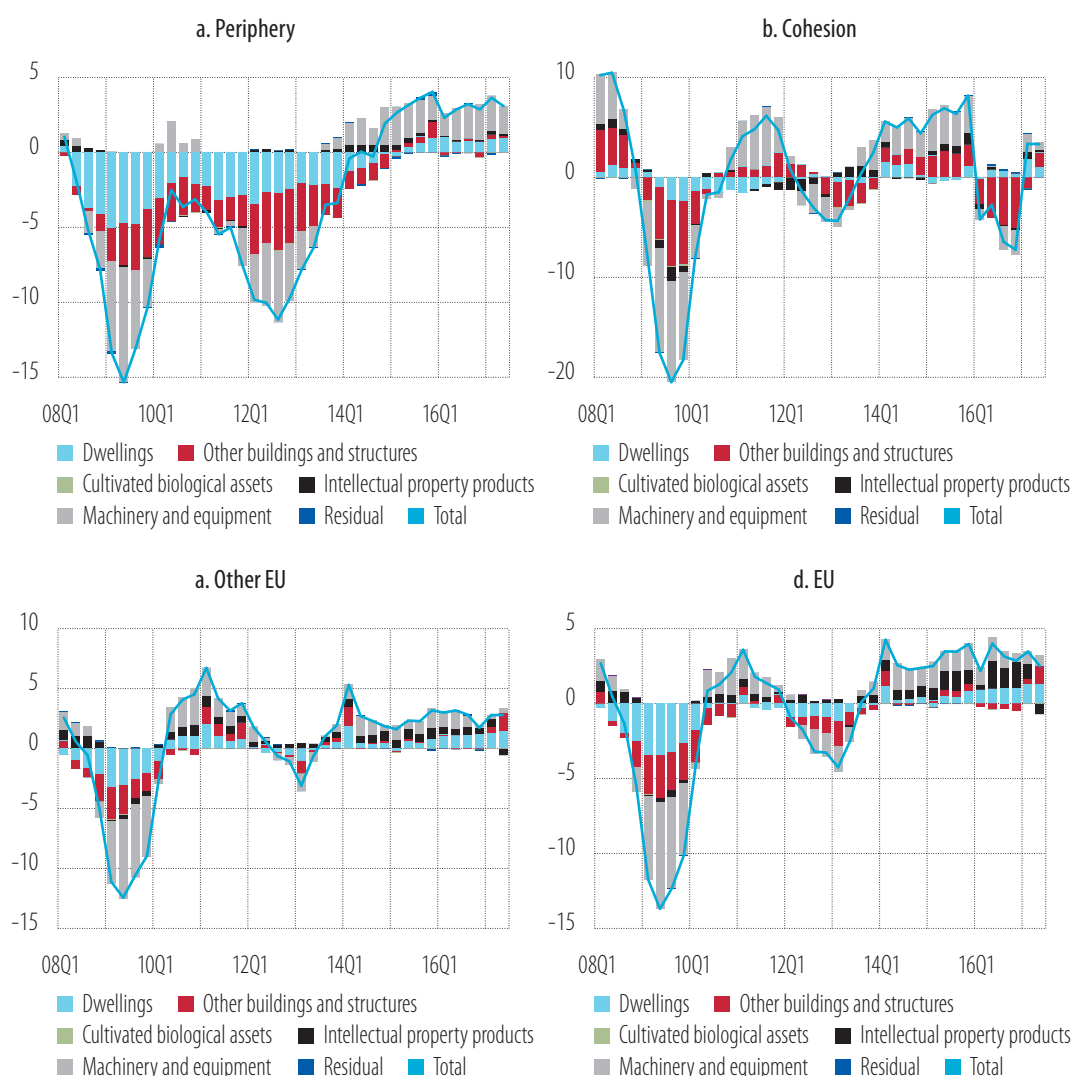 a. Periphery
5
0
-5
-10
-15
08Q1 10Q1 12Q1 14Q1 16Q1
Dwellings Other buildings and structures
Cultivated biological assets Intellectual property products
Machinery and equipment Residual Total
b. Cohesion
10
0
-10
-20
08Q1 10Q1 12Q1 14Q1 16Q1
Dwellings Other buildings and structures
Cultivated biological assets Intellectual property products
Machinery and equipment Residual Total
a. Other EU
10
5
0
-5
-10
-15
08Q1 10Q1 12Q1 14Q1 16Q1
Dwellings Other buildings and structures
Cultivated biological assets Intellectual property products
Machinery and equipment Residual Total
d. EU
5
0
-5
-10
-15
08Q1 10Q1 12Q1 14Q1 16Q1
Dwellings Other buildings and structures
Cultivated biological assets Intellectual property products
Machinery and equipment Residual Total